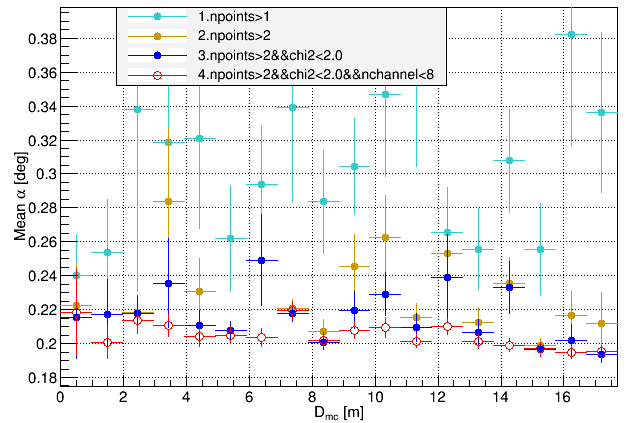 1.npoints>1
2.npoints>2
3.npoints>2&&chi2<2.0
4.npoints>2&&chi2<2.0&&nchannel<8
0.38
0.36
0.34
0.32
0.3
0.28
0.26
0.24
0.22
0.2
0.18
Mean α [deg]
0 2 4 6 8 10 12 14 16
Dmc [m]